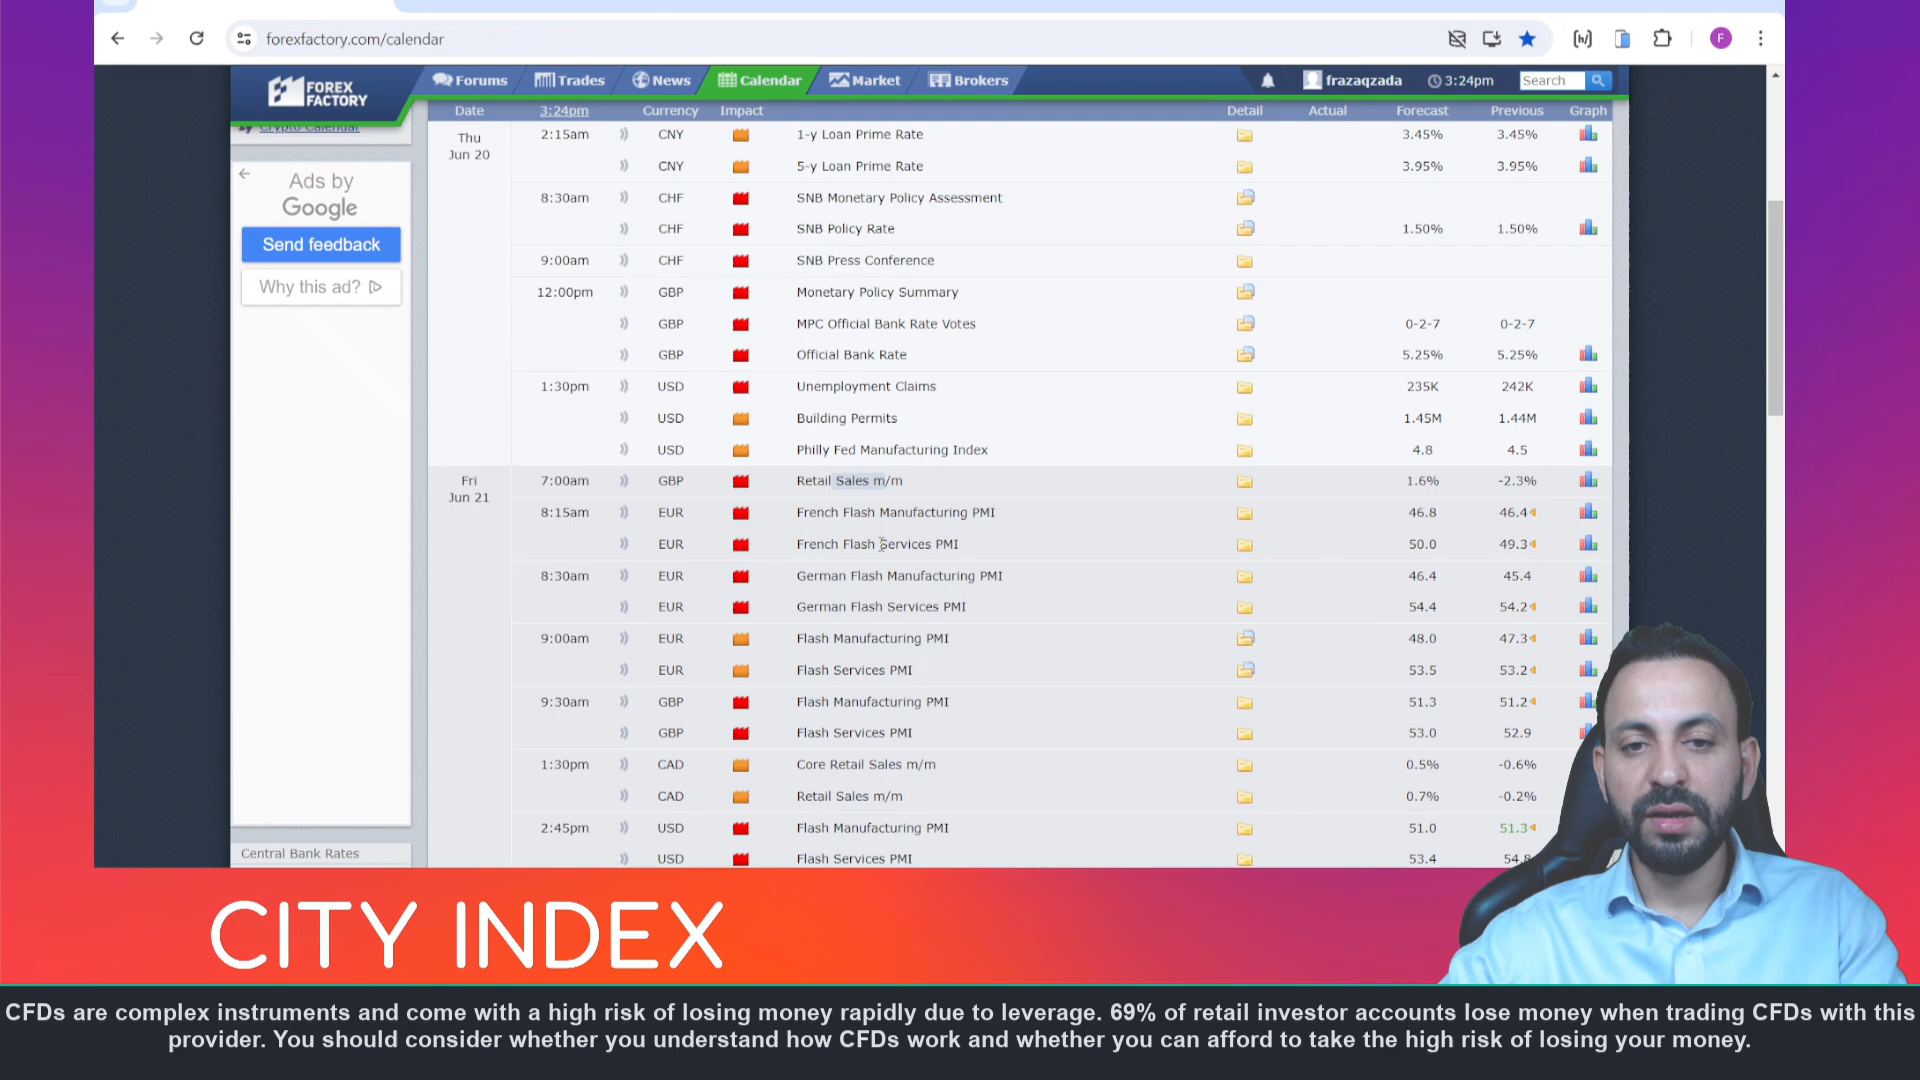 forexfactory.com/calendar
F
FOREX
FACTORY
Forums Trades News Calendar Market Brokers
frazaqzada 3:24pm Search
Date 3:24pm Currency Impact Detail Actual Forecast Previous Graph
Crypto Calendar
Ads by
Google
Send feedback
Why this ad?
Thu
Jun 20
2:15am CNY 1-y Loan Prime Rate 3.45% 3.45%
CNY 5-y Loan Prime Rate 3.95% 3.95%
8:30am CHF SNB Monetary Policy Assessment
CHF SNB Policy Rate 1.50% 1.50%
9:00am CHF SNB Press Conference
12:00pm GBP Monetary Policy Summary
GBP MPC Official Bank Rate Votes 0-2-7 0-2-7
GBP Official Bank Rate 5.25% 5.25%
1:30pm USD Unemployment Claims 235K 242K
USD Building Permits 1.45M 1.44M
USD Philly Fed Manufacturing Index 4.8 4.5
Fri
Jun 21
7:00am GBP Retail Sales m/m 1.6% -2.3%
8:15am EUR French Flash Manufacturing PMI 46.8 46.4
EUR French Flash Services PMI 50.0 49.3
8:30am EUR German Flash Manufacturing PMI 46.4 45.4
EUR German Flash Services PMI 54.4 54.2
9:00am EUR Flash Manufacturing PMI 48.0 47.3
EUR Flash Services PMI 53.5 53.2
9:30am GBP Flash Manufacturing PMI 51.3 51.2
GBP Flash Services PMI 53.0 52.9
1:30pm CAD Core Retail Sales m/m 0.5% -0.6%
CAD Retail Sales m/m 0.7% -0.2%
2:45pm USD Flash Manufacturing PMI 51.0 51.3
USD Flash Services PMI 53.4 54.8
Central Bank Rates
CITY INDEX
CFDs are complex instruments and come with a high risk of losing money rapidly due to leverage. 69% of retail investor accounts lose money when trading CFDs with this
provider. You should consider whether you understand how CFDs work and whether you can afford to take the high risk of losing your money.